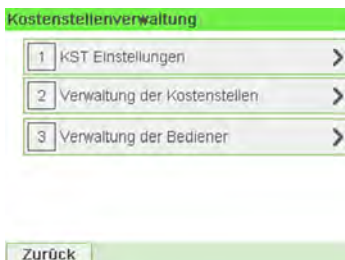 Kostenstellenverwaltung
1 KST Einstellungen
2 Verwaltung der Kostenstellen
3 Verwaltung der Bediener
Zurück